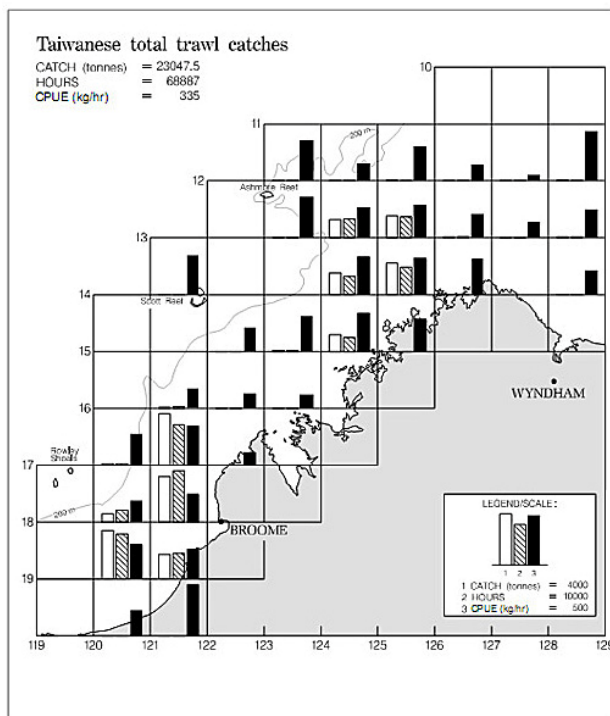 Taiwanese total trawl catches
CATCH (tonnes) = 23047.5
HOURS = 68887
CPUE (kg/hr) = 335
10
11
200 m
12
Ashmore Reef
13
14
Scott Reef
15
WYNDHAM
16
Rowley
Shoals
17
200 m
18
BROOME
LEGEND/SCALE:
1 2 3
1 CATCH (tonnes) = 4000
2 HOURS = 10000
3 CPUE (kg/hr) = 500
19
119 120 121 122 123 124 125 126 127 128 129